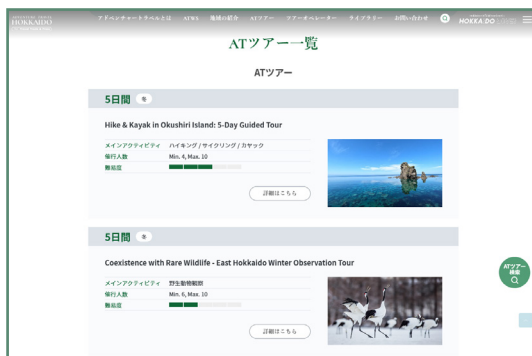 HOKKAIDO
アドベンチャートラベルとは ATWS 地域の紹介 ATツアー ツアーオペレーター ライブラリー お問い合わせ
HOKKAIDO
ATツアー一覧
ATツアー
5日間 冬
Hike & Kayak in Okushiri Island: 5-Day Guided Tour
メインアクティビティ ハイキング / サイクリング / カヤック
催行人数 Min. 4, Max. 10
難易度
詳細はこちら
5日間 冬
Coexistence with Rare Wildlife - East Hokkaido Winter Observation Tour
メインアクティビティ 野生動物観察
催行人数 Min. 6, Max. 10
難易度
詳細はこちら
ATツアー
検索